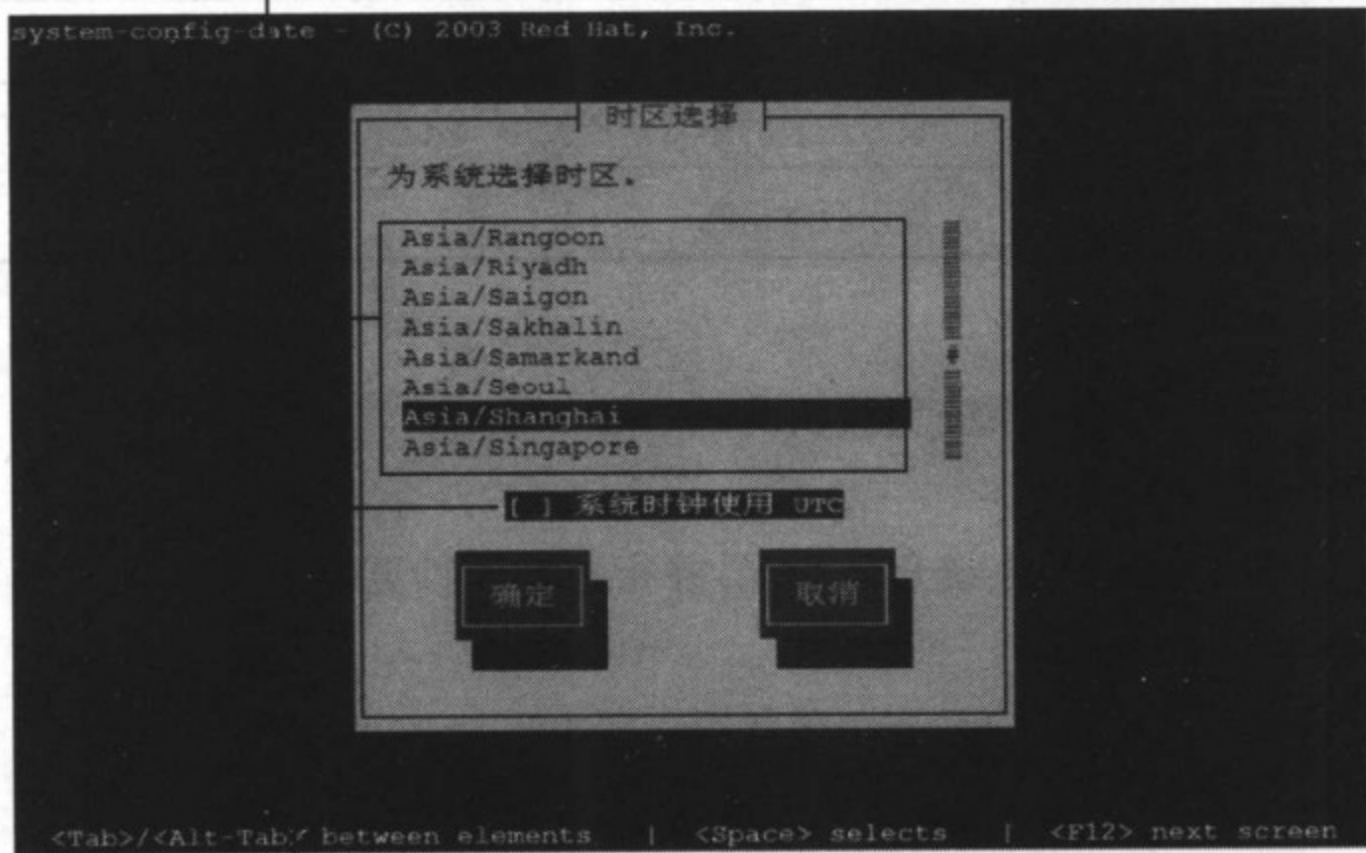 system-config-date - (C) 2003 Red Hat, Inc.
时区选择
为系统选择时区。
Asia/Rangoon
Asia/Riyadh
Asia/Saigon
Asia/Sakhalin
Asia/Samarkand
Asia/Seoul
Asia/Shanghai
Asia/Singapore
[ ] 系统时钟使用 UTC
确定 取消
<Tab>/<Alt-Tab> between elements | <Space> selects | <F12> next screen